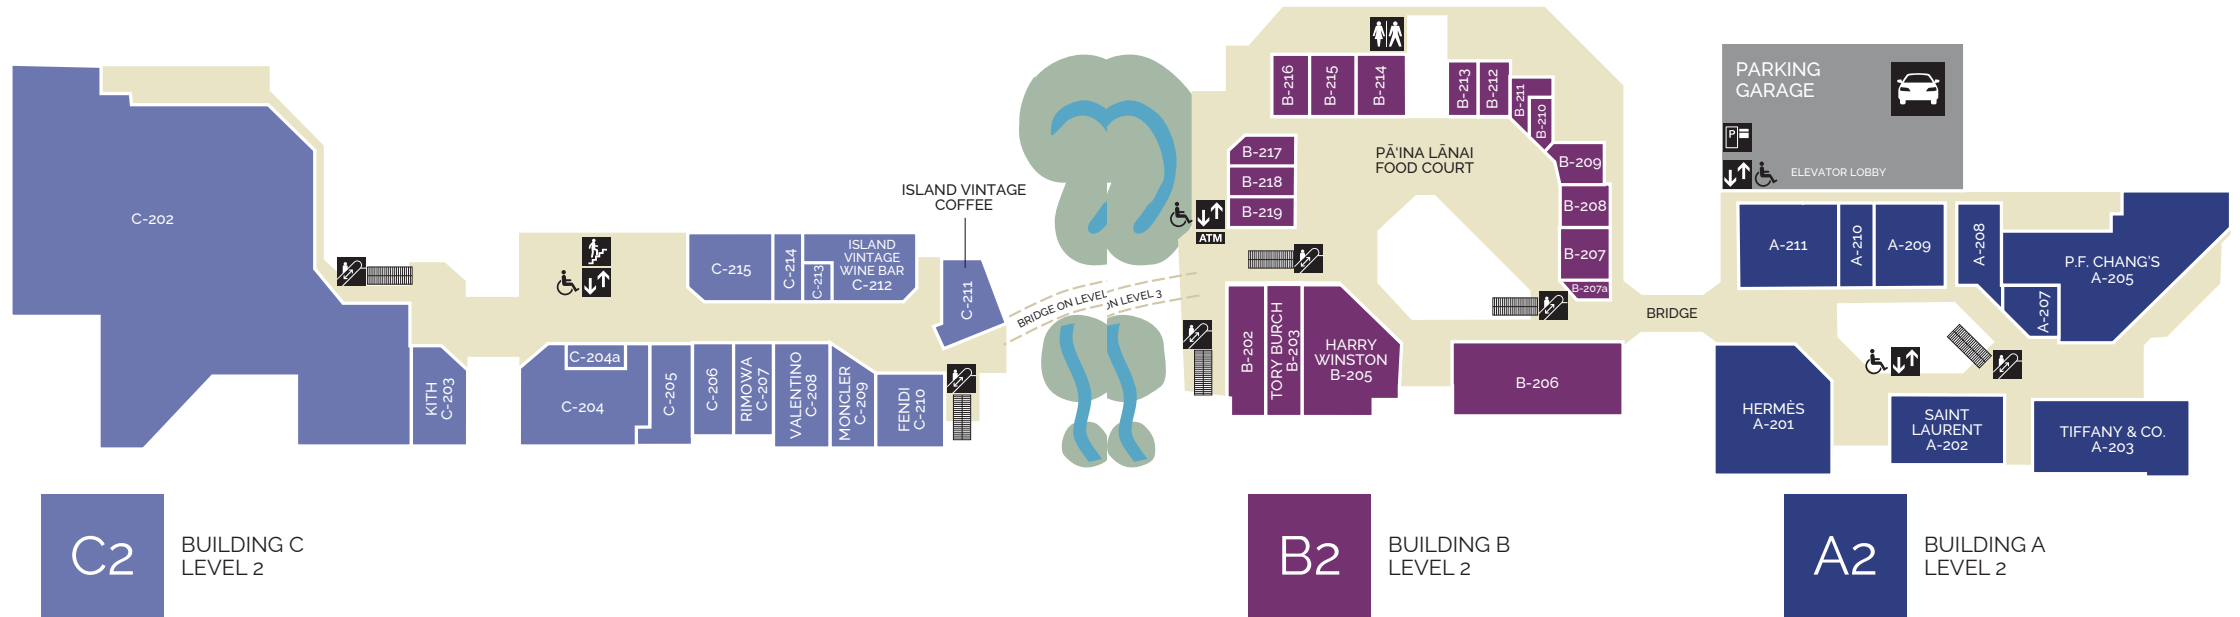 C-202
KITH
C-203
C-204a
C-204
C-205
C-206
RIMOWA
C-207
VALENTINO
C-208
MONCLER
C-209
FENDI
C-210
C-215
C-214
C-213
ISLAND
VINTAGE
WINE BAR
C-212
ISLAND VINTAGE
COFFEE
C-211
BRIDGE ON LEVEL
ON LEVEL 3
B-216
B-215
B-214
B-213
B-212
B-211
B-210
B-217
B-218
B-219
ATM
PĀ'INA LĀNAI
FOOD COURT
B-209
B-208
B-207
B-207a
B-202
TORY BURCH
B-203
HARRY
WINSTON
B-205
B-206
BRIDGE
PARKING
GARAGE
P
ELEVATOR LOBBY
A-211
A-210
A-209
A-208
P.F. CHANG'S
A-205
A-207
HERMÈS
A-201
SAINT
LAURENT
A-202
TIFFANY & CO.
A-203
C2
BUILDING C
LEVEL 2
B2
BUILDING B
LEVEL 2
A2
BUILDING A
LEVEL 2